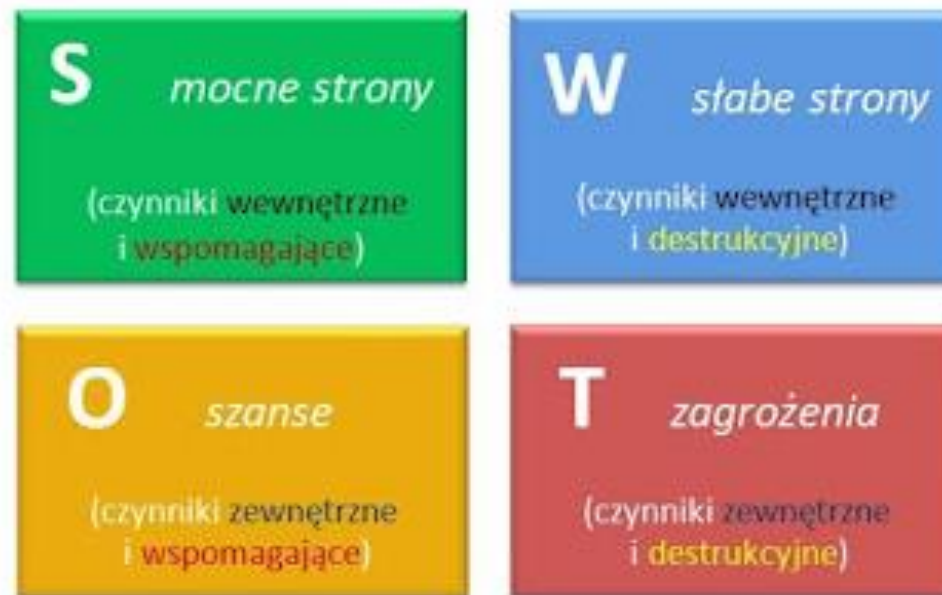 S mocne strony
(czynniki wewnętrzne
i wspomagające)
W słabe strony
(czynniki wewnętrzne
i destrukcyjne)
O szanse
(czynniki zewnętrzne
i wspomagające)
T zagrożenia
(czynniki zewnętrzne
i destrukcyjne)